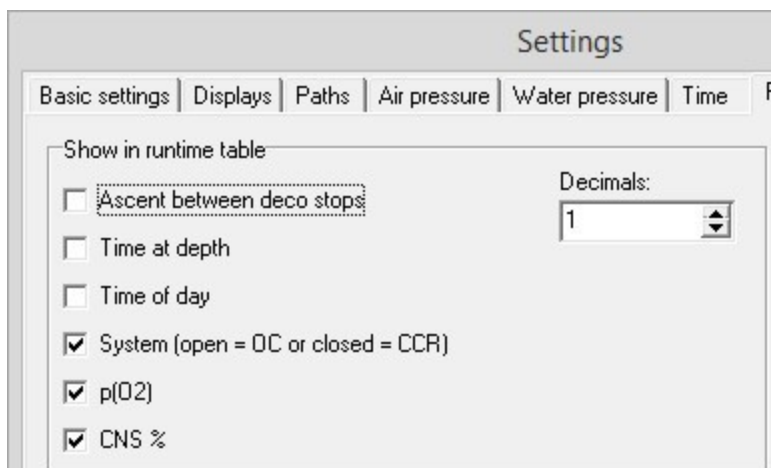 Settings
Basic settings Displays Paths Air pressure Water pressure Time
Show in runtime table
Ascent between deco stops
Decimals:
1
Time at depth
Time of day
System (open = OC or closed = CCR)
p(O2)
CNS %